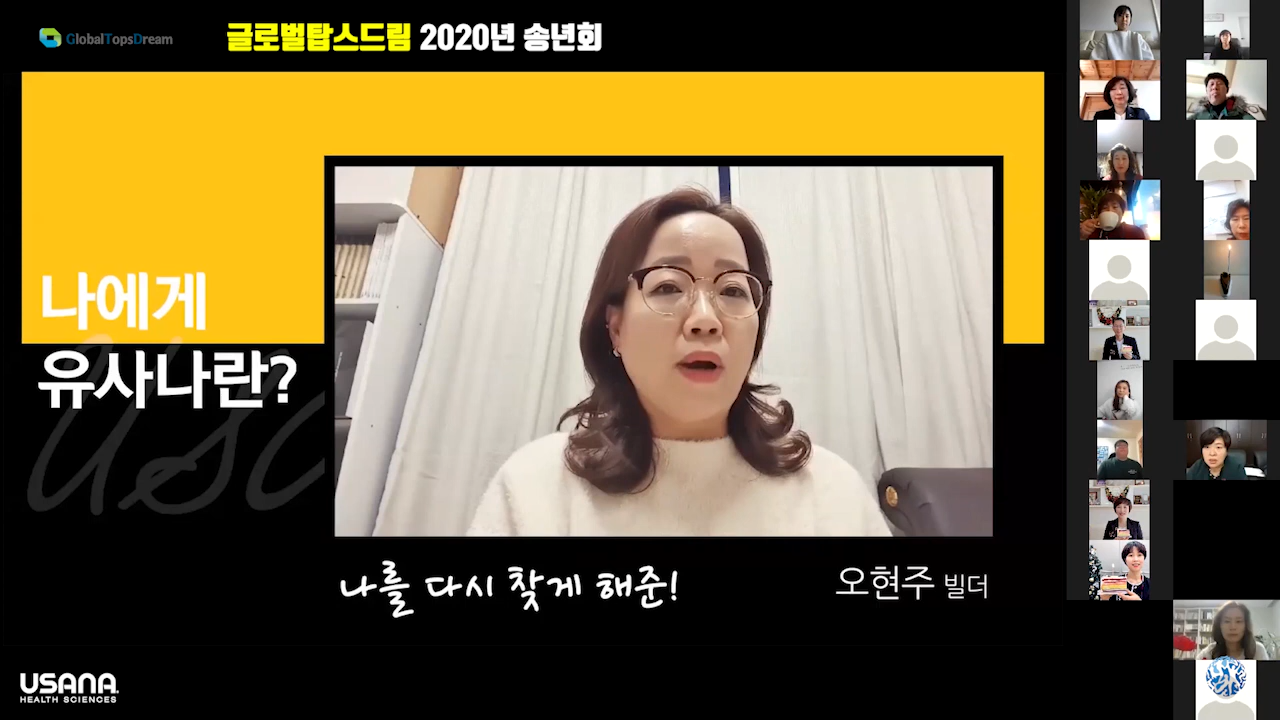 GlobalTopsDream
글로벌탑스드림 2020년 송년회
나에게
유사나란?
나를 다시 찾게 해준!
오현주 빌더
USANA
HEALTH SCIENCES